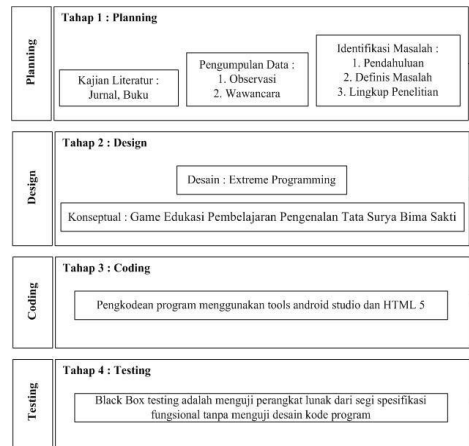 Planning
Tahap 1 : Planning
Kajian Literatur :
Jurnal, Buku
Pengumpulan Data :
1. Observasi
2. Wawancara
Identifikasi Masalah :
1. Pendahuluan
2. Definis Masalah
3. Lingkup Penelitian
Design
Tahap 2 : Design
Desain : Extreme Programming
Konseptual : Game Edukasi Pembelajaran Pengenalan Tata Surya Bima Sakti
Coding
Tahap 3 : Coding
Pengkodean program menggunakan tools android studio dan HTML 5
Testing
Tahap 4 : Testing
Black Box testing adalah menguji perangkat lunak dari segi spesifikasi
fungsional tanpa menguji desain kode program